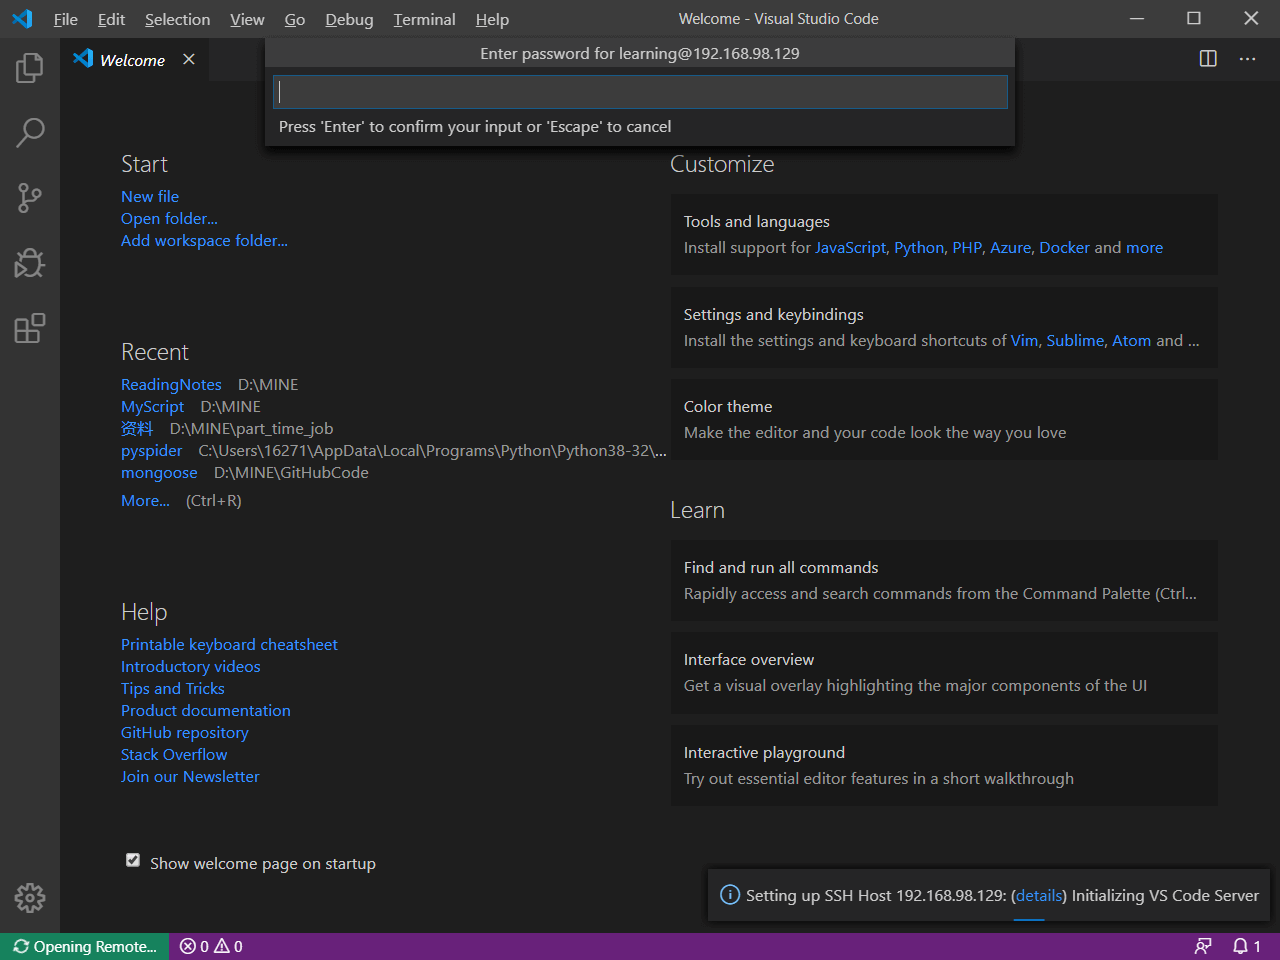 File Edit Selection View Go Debug Terminal Help Welcome - Visual Studio Code
Welcome
Enter password for learning@192.168.98.129
Press 'Enter' to confirm your input or 'Escape' to cancel
Start
New file
Open folder...
Add workspace folder...
Recent
ReadingNotes D:\MINE
MyScript D:\MINE
资料 D:\MINE\part_time_job
pyspider C:\Users\16271\AppData\Local\Programs\Python\Python38-32\...
mongoose D:\MINE\GitHubCode
More... (Ctrl+R)
Help
Printable keyboard cheatsheet
Introductory videos
Tips and Tricks
Product documentation
GitHub repository
Stack Overflow
Join our Newsletter
Show welcome page on startup
Customize
Tools and languages
Install support for JavaScript, Python, PHP, Azure, Docker and more
Settings and keybindings
Install the settings and keyboard shortcuts of Vim, Sublime, Atom and ...
Color theme
Make the editor and your code look the way you love
Learn
Find and run all commands
Rapidly access and search commands from the Command Palette (Ctrl...
Interface overview
Get a visual overlay highlighting the major components of the UI
Interactive playground
Try out essential editor features in a short walkthrough
Setting up SSH Host 192.168.98.129: (details) Initializing VS Code Server
Opening Remote... 0 0 1